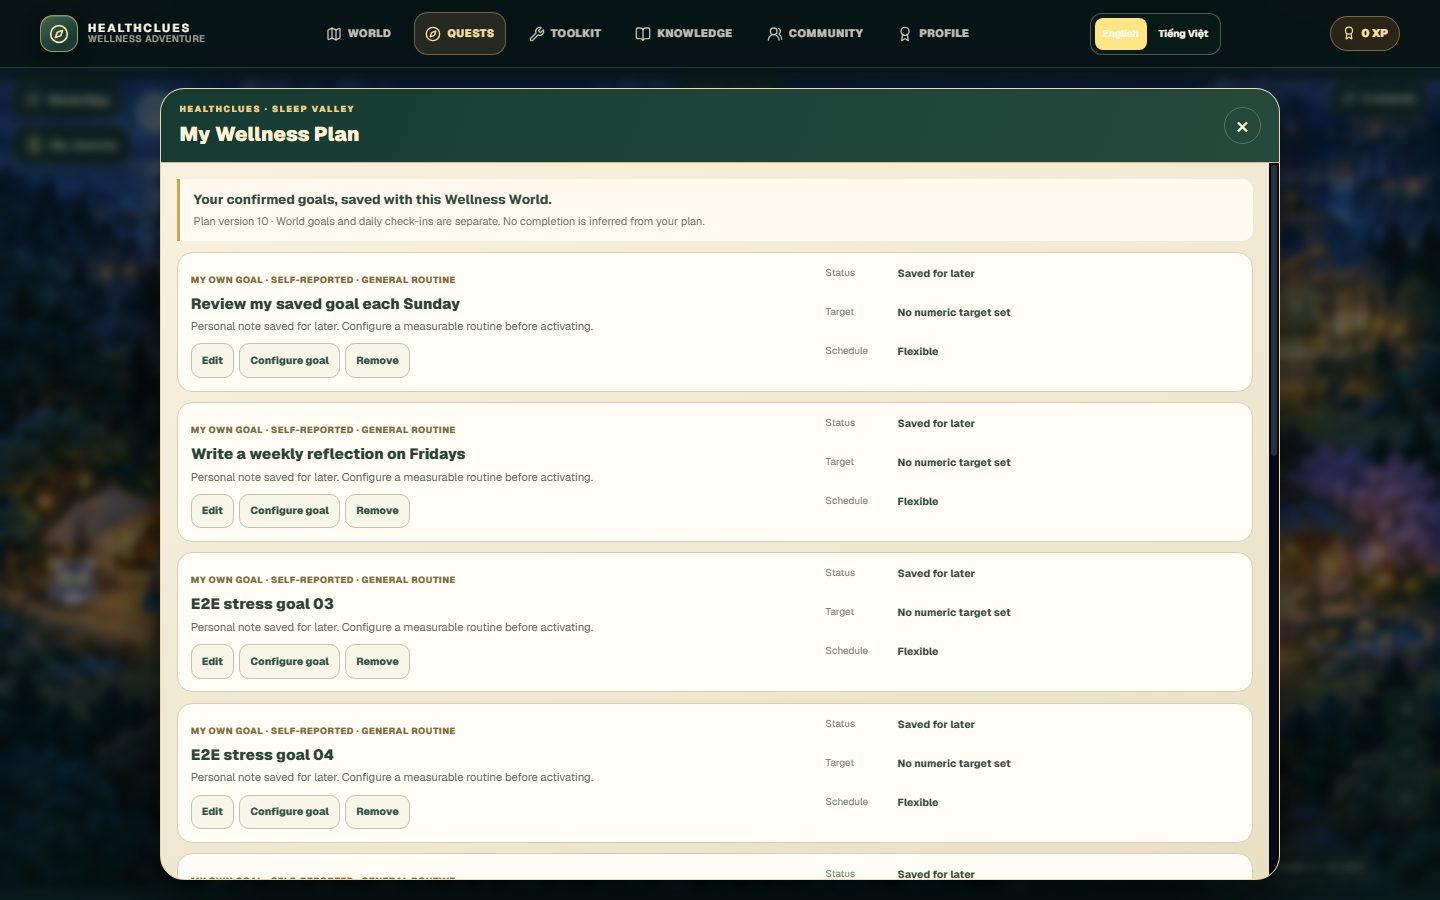 HEALTHCLUES
WELLNESS ADVENTURE
WORLD
QUESTS
TOOLKIT
KNOWLEDGE
COMMUNITY
PROFILE
English
Tiếng Việt
0 XP
HEALTHCLUES · SLEEP VALLEY
My Wellness Plan
Your confirmed goals, saved with this Wellness World.
Plan version 10 · World goals and daily check-ins are separate. No completion is inferred from your plan.
MY OWN GOAL · SELF-REPORTED · GENERAL ROUTINE
Review my saved goal each Sunday
Personal note saved for later. Configure a measurable routine before activating.
Edit
Configure goal
Remove
Status
Saved for later
Target
No numeric target set
Schedule
Flexible
MY OWN GOAL · SELF-REPORTED · GENERAL ROUTINE
Write a weekly reflection on Fridays
Personal note saved for later. Configure a measurable routine before activating.
Edit
Configure goal
Remove
Status
Saved for later
Target
No numeric target set
Schedule
Flexible
MY OWN GOAL · SELF-REPORTED · GENERAL ROUTINE
E2E stress goal 03
Personal note saved for later. Configure a measurable routine before activating.
Edit
Configure goal
Remove
Status
Saved for later
Target
No numeric target set
Schedule
Flexible
MY OWN GOAL · SELF-REPORTED · GENERAL ROUTINE
E2E stress goal 04
Personal note saved for later. Configure a measurable routine before activating.
Edit
Configure goal
Remove
Status
Saved for later
Target
No numeric target set
Schedule
Flexible
MY OWN GOAL · SELF-REPORTED · GENERAL ROUTINE
Status
Saved for later